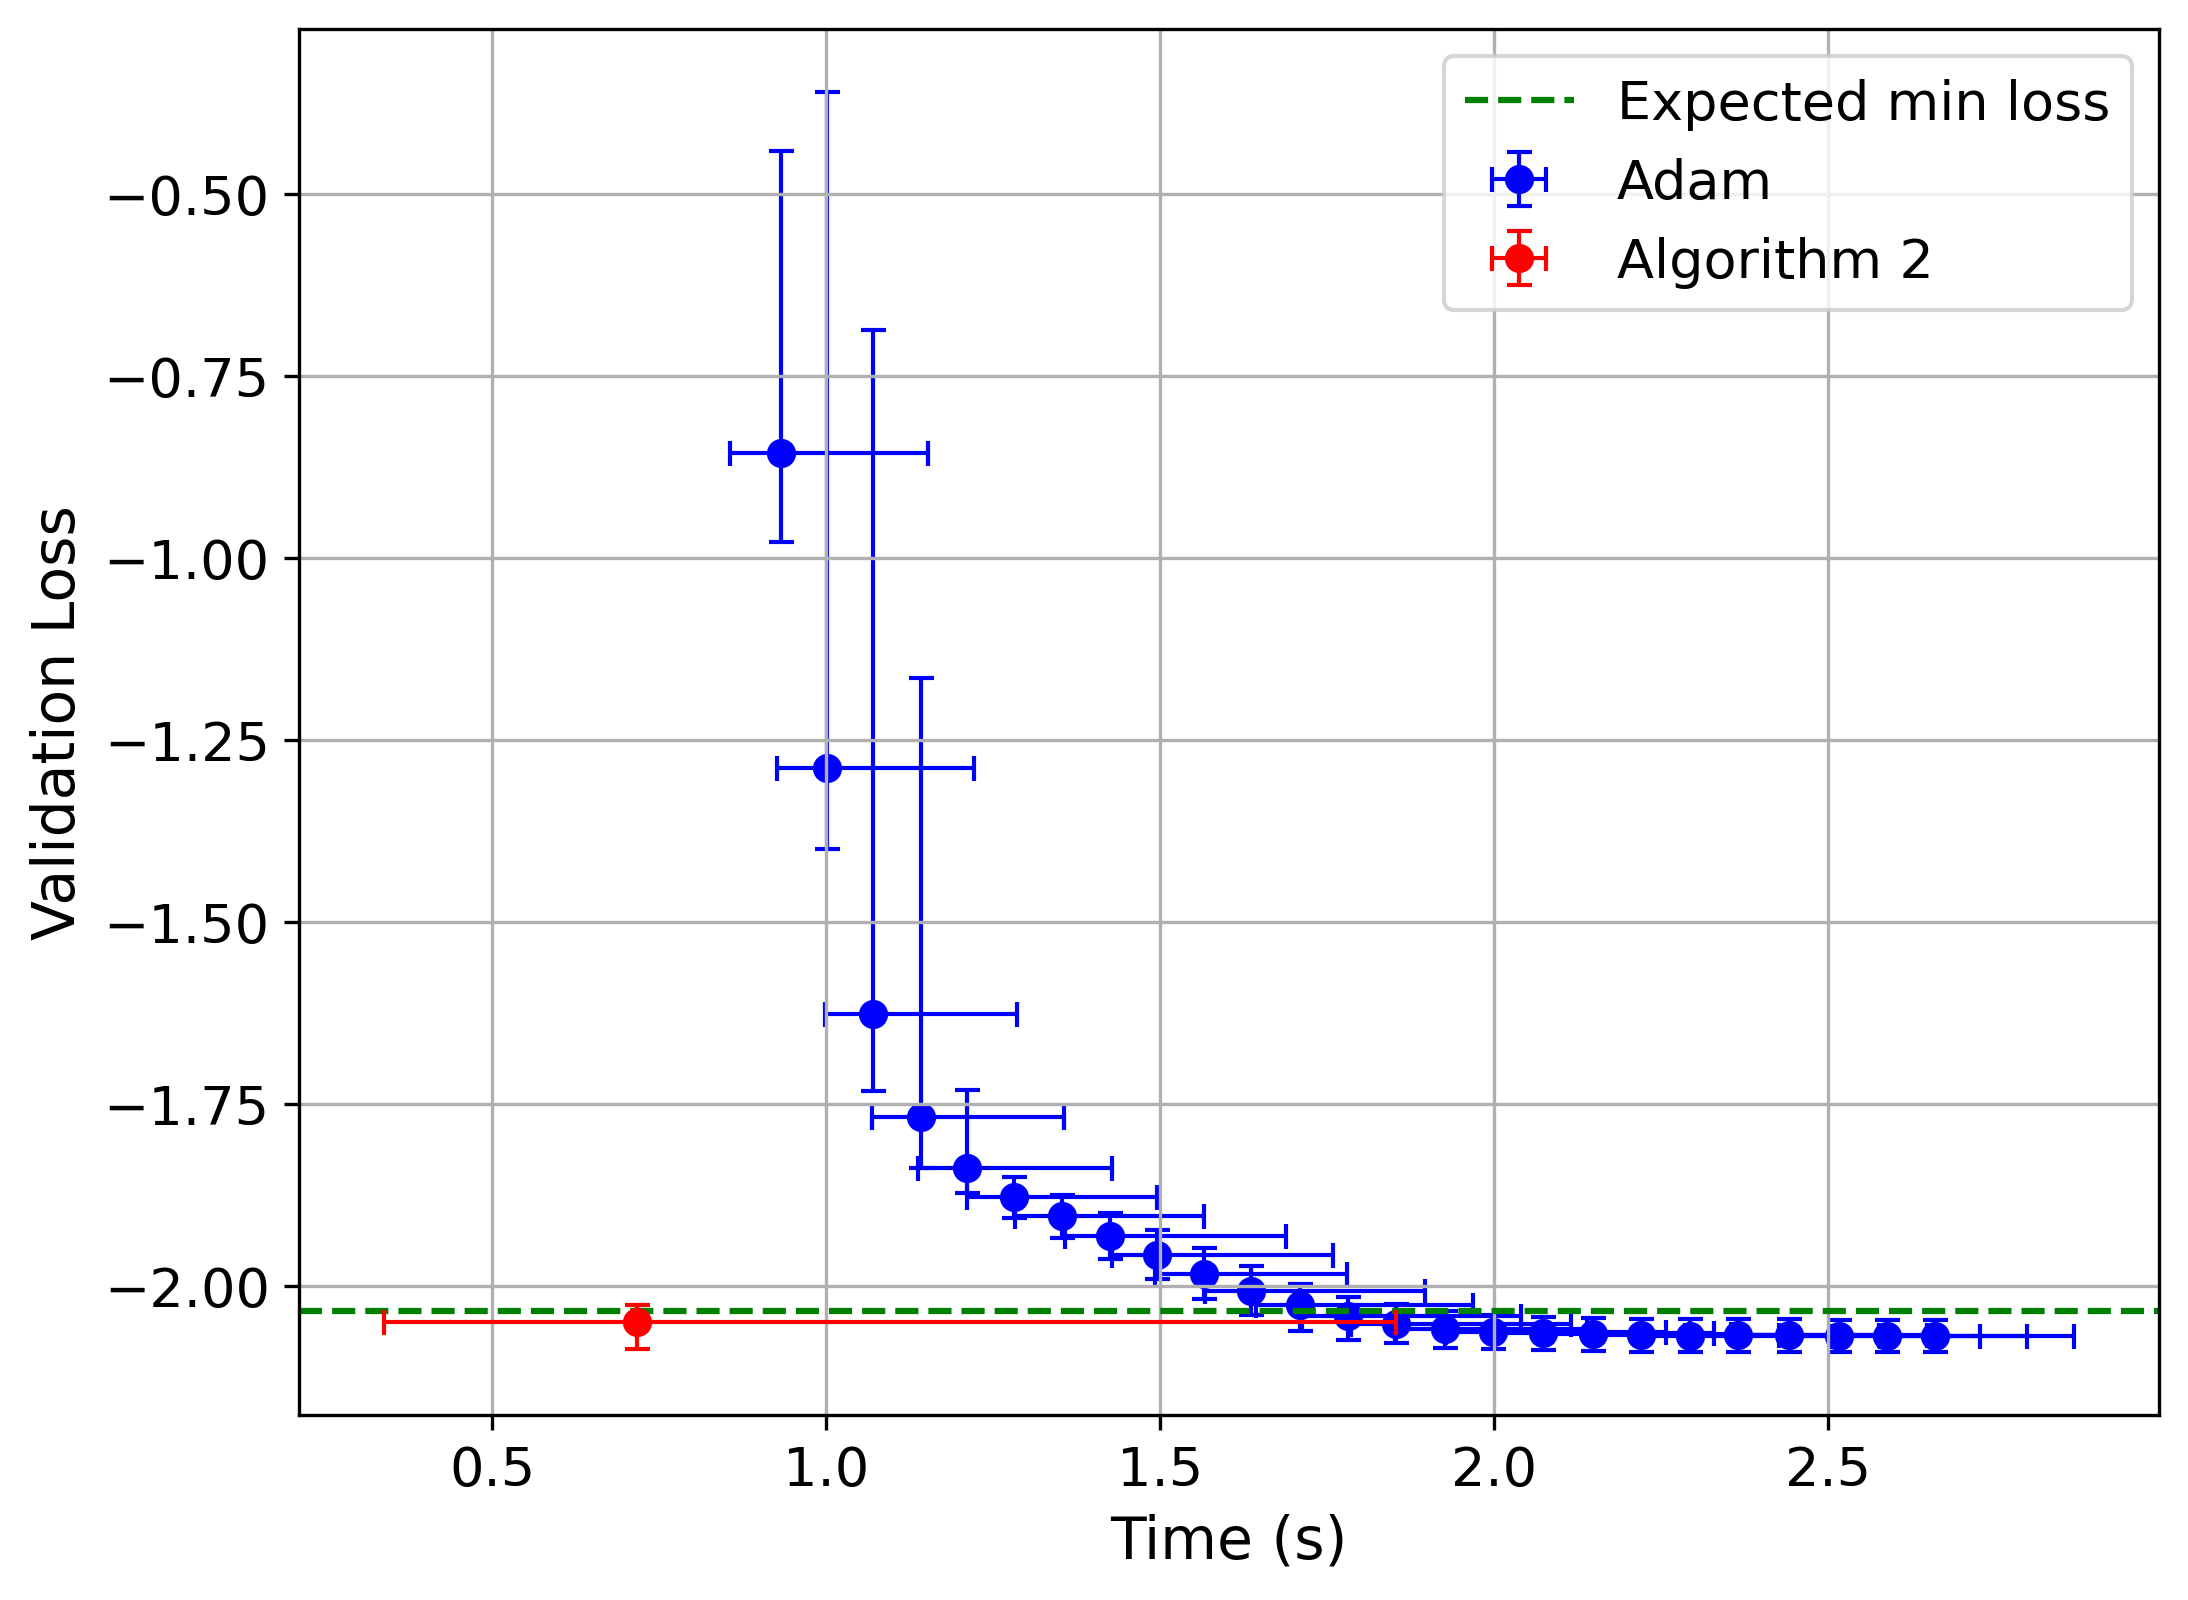 Expected min loss
Adam
Algorithm 2
−0.50
−0.75
−1.00
−1.25
−1.50
−1.75
−2.00
Validation Loss
0.5 1.0 1.5 2.0 2.5
Time (s)